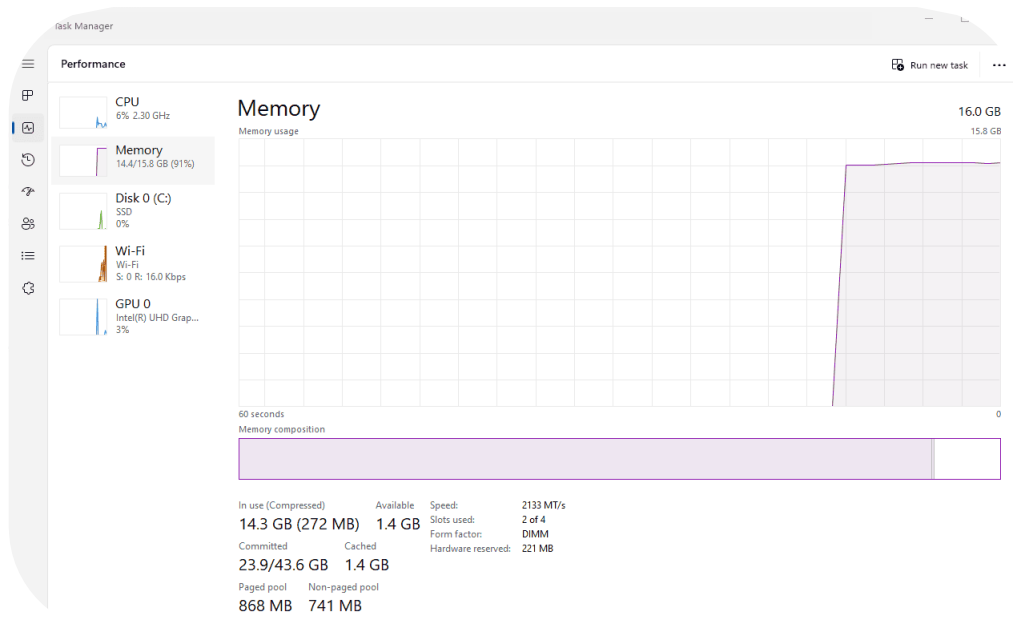 Task Manager
Performance
Run new task
CPU
6% 2.30 GHz
Memory
14.4/15.8 GB (91%)
Disk 0 (C:)
SSD
0%
Wi-Fi
Wi-Fi
S: 0 R: 16.0 Kbps
GPU 0
Intel(R) UHD Grap...
3%
Memory
16.0 GB
Memory usage
15.8 GB
60 seconds
0
Memory composition
In use (Compressed)
14.3 GB (272 MB)
Available
1.4 GB
Committed
23.9/43.6 GB
Cached
1.4 GB
Paged pool
868 MB
Non-paged pool
741 MB
Speed: 2133 MT/s
Slots used: 2 of 4
Form factor: DIMM
Hardware reserved: 221 MB